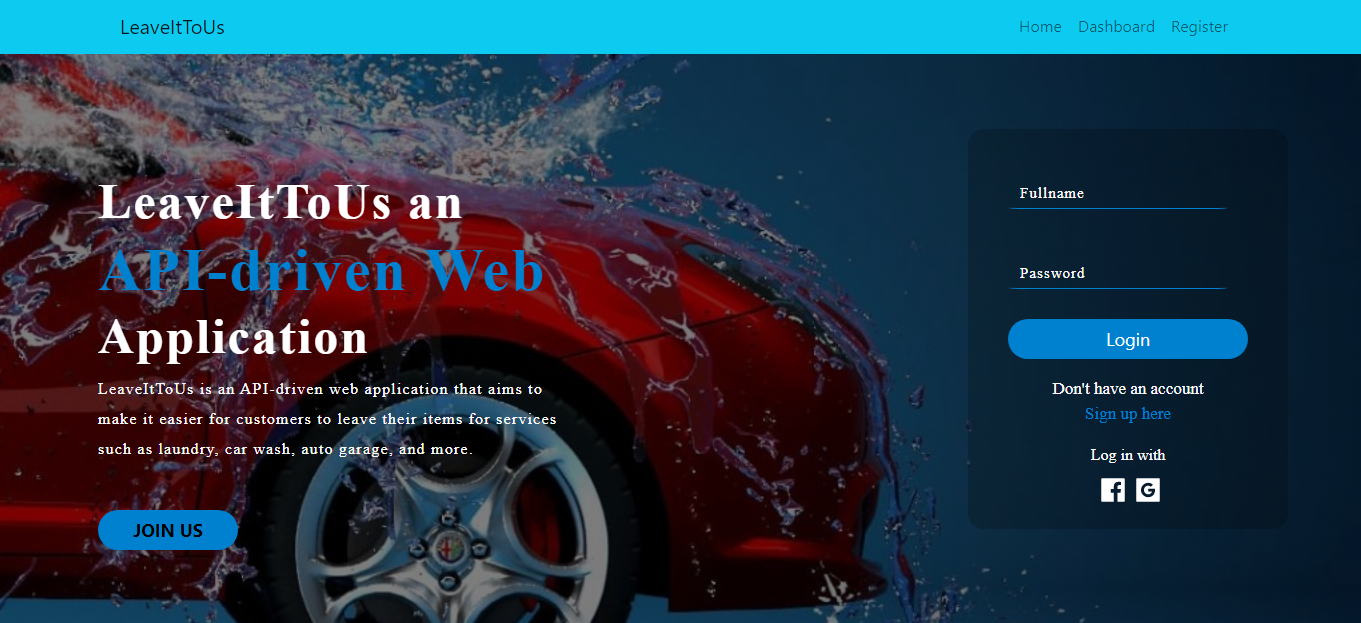 LeaveItToUs
Home Dashboard Register
LeaveItToUs an
API-driven Web
Application
LeaveItToUs is an API-driven web application that aims to
make it easier for customers to leave their items for services
such as laundry, car wash, auto garage, and more.
JOIN US
Fullname
Password
Login
Don't have an account
Sign up here
Log in with